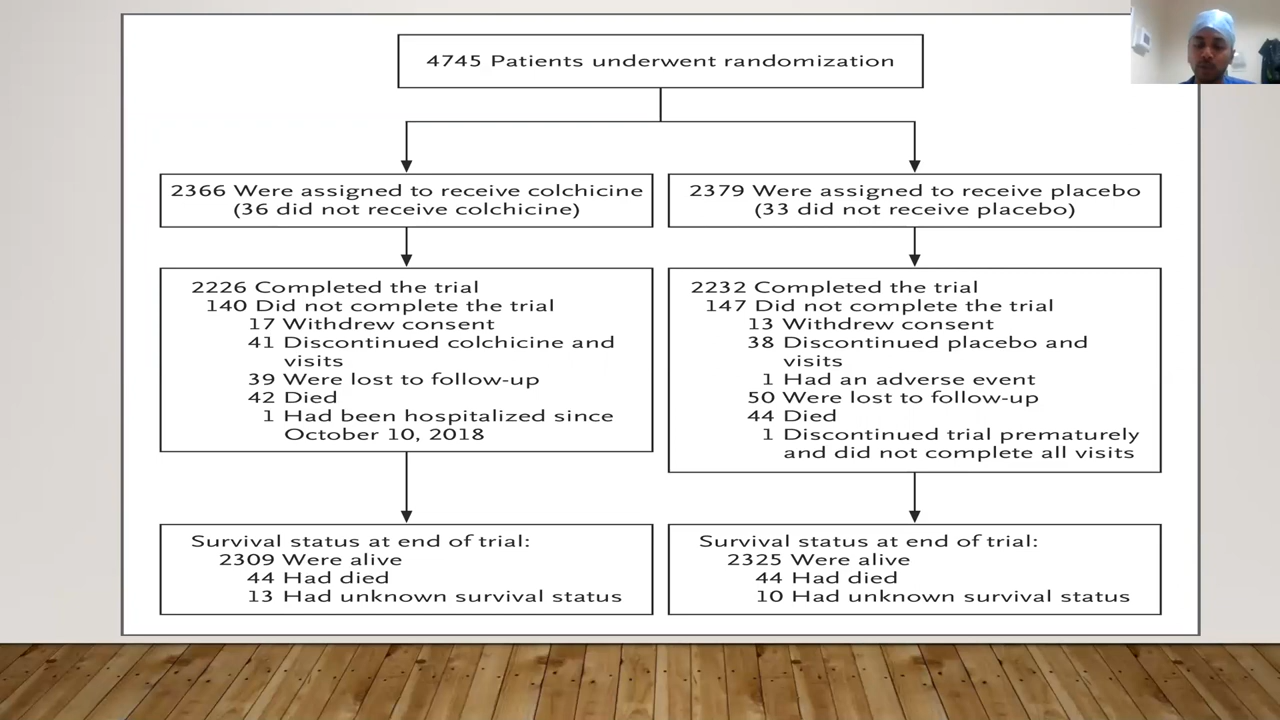 4745 Patients underwent randomization
2366 Were assigned to receive colchicine
(36 did not receive colchicine)
2379 Were assigned to receive placebo
(33 did not receive placebo)
2226 Completed the trial
140 Did not complete the trial
17 Withdrew consent
41 Discontinued colchicine and
visits
39 Were lost to follow-up
42 Died
1 Had been hospitalized since
October 10, 2018
2232 Completed the trial
147 Did not complete the trial
13 Withdrew consent
38 Discontinued placebo and
visits
1 Had an adverse event
50 Were lost to follow-up
44 Died
1 Discontinued trial prematurely
and did not complete all visits
Survival status at end of trial:
2309 Were alive
44 Had died
13 Had unknown survival status
Survival status at end of trial:
2325 Were alive
44 Had died
10 Had unknown survival status